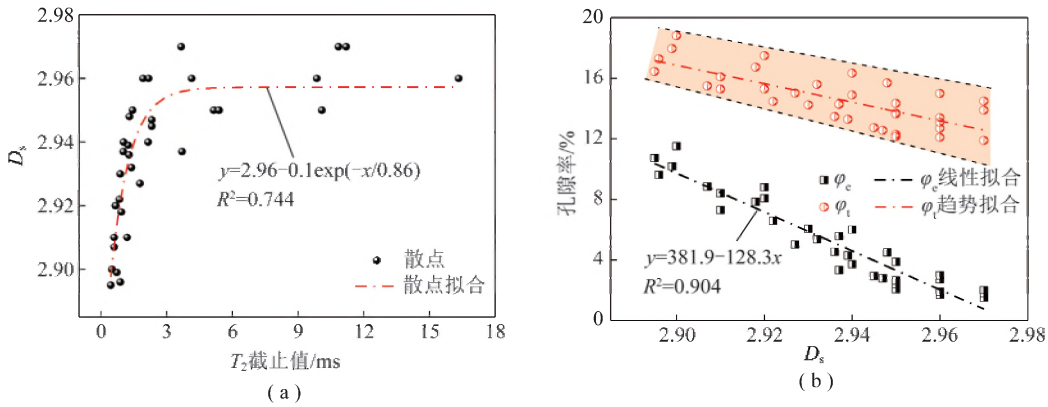 (a)
2.98
2.96
2.94
2.92
2.90
Ds
y=2.96−0.1exp(−x/0.86)
R²=0.744
散点
散点拟合
0 3 6 9 12 15 18
T₂截止值/ms
( a )
(b)
20
16
12
8
4
0
孔隙率/%
φe φe线性拟合
φt φt趋势拟合
y=381.9−128.3x
R²=0.904
2.90 2.92 2.94 2.96 2.98
Ds
( b )